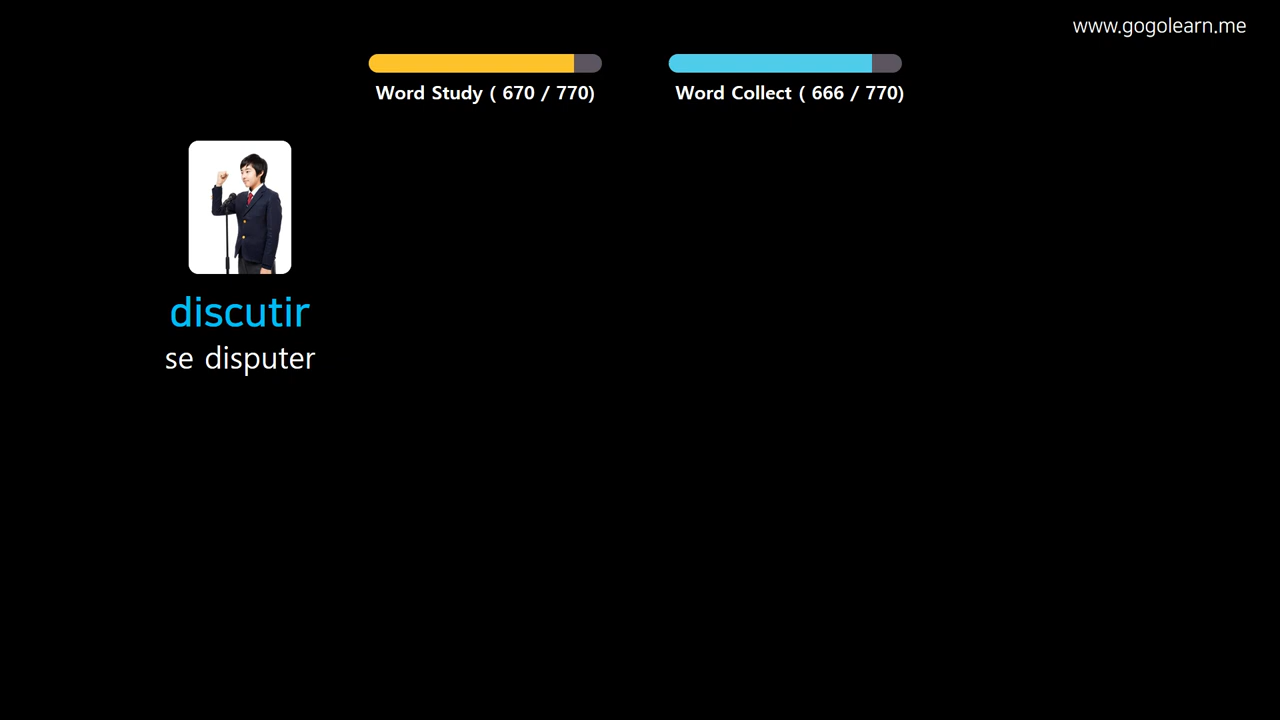 www.gogolearn.me
Word Study ( 670 / 770)
Word Collect ( 666 / 770)
discutir
se disputer